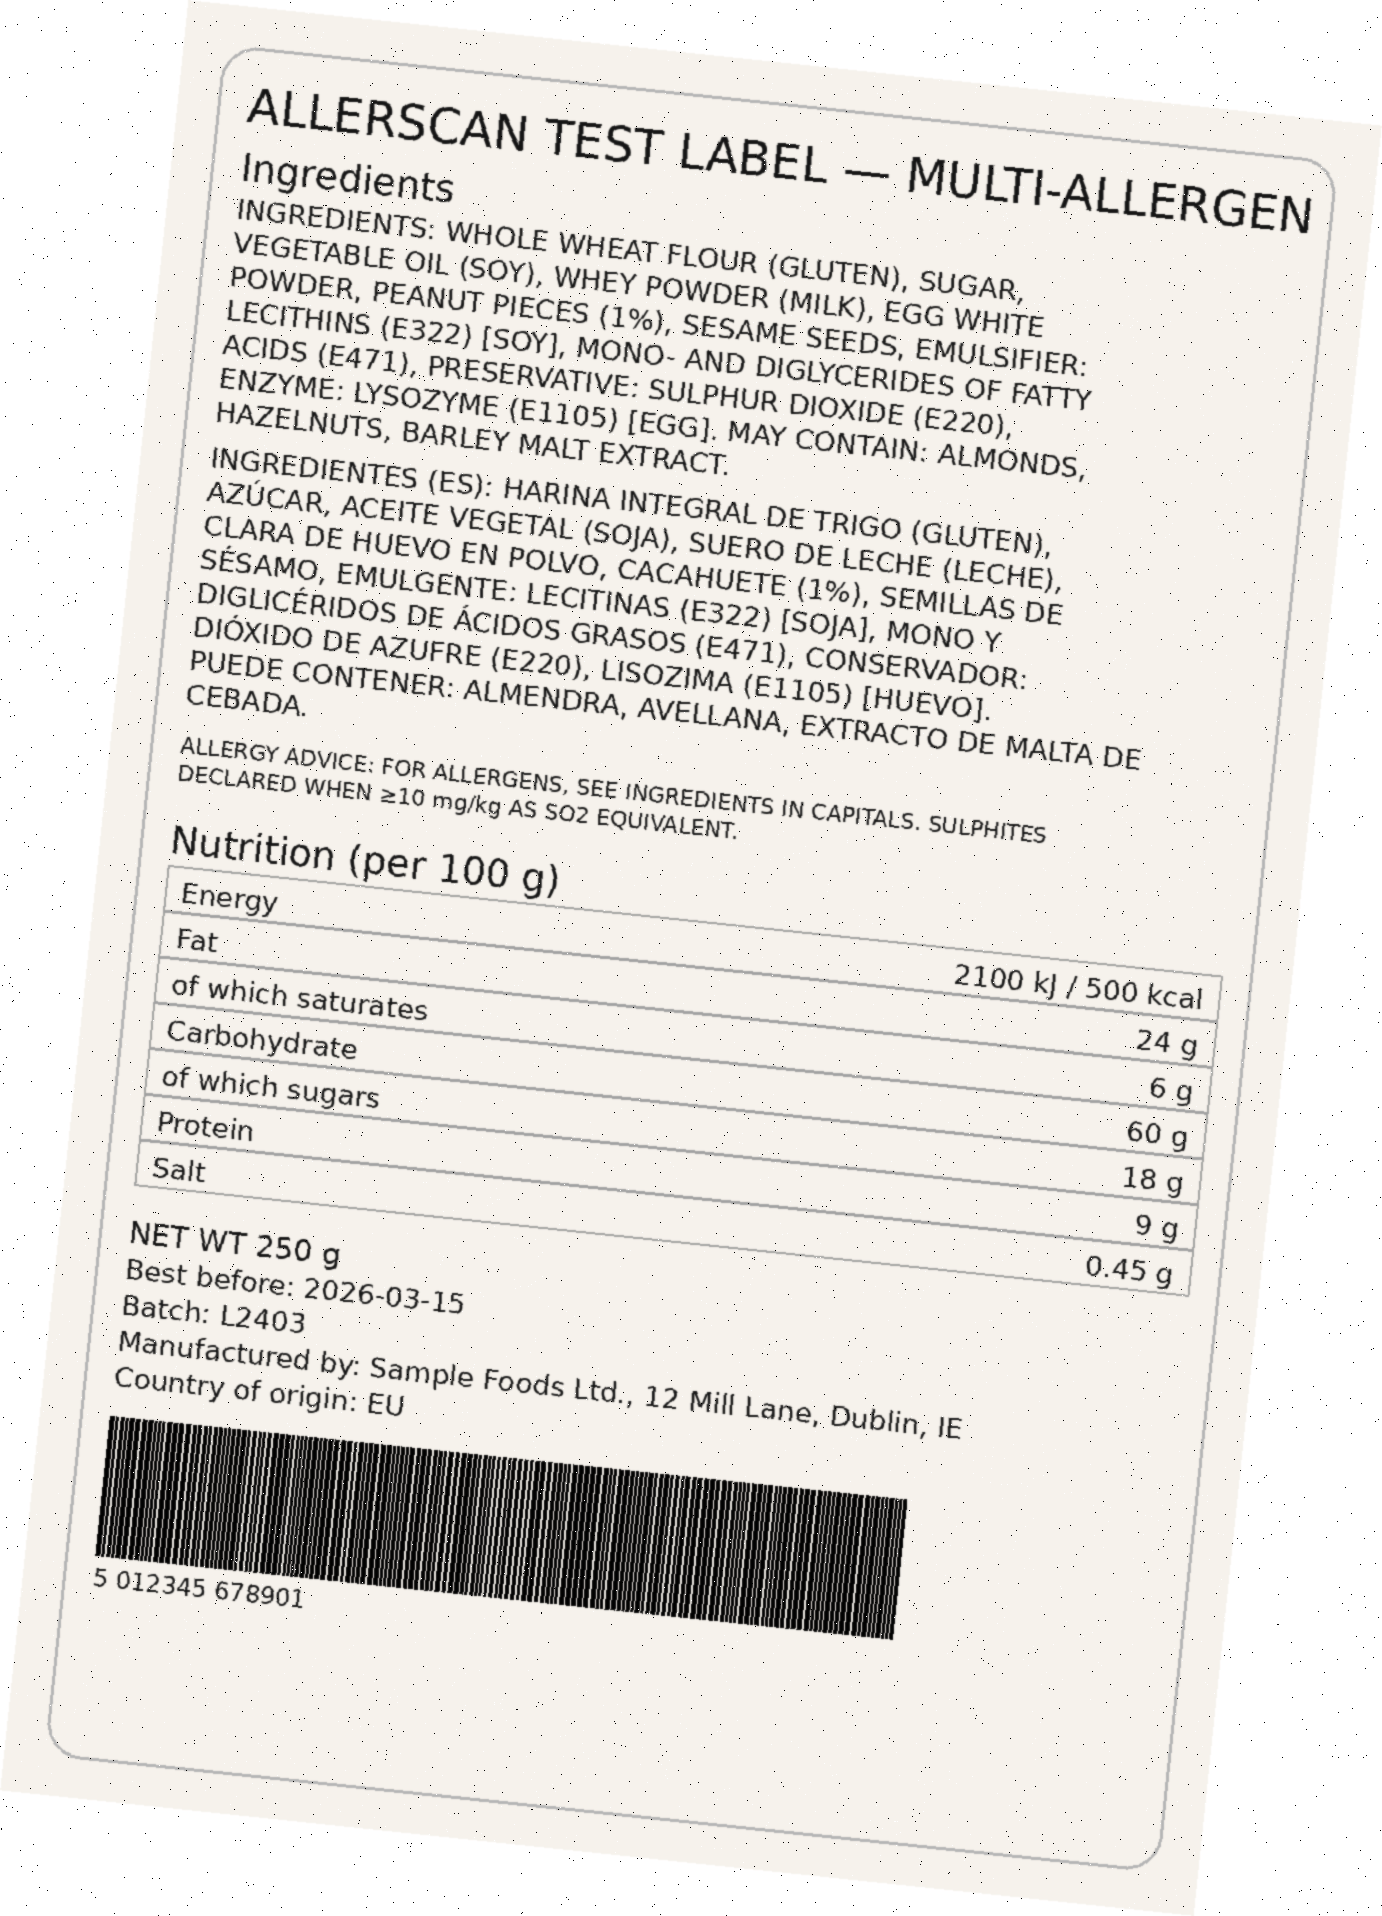 ALLERSCAN TEST LABEL — MULTI-ALLERGEN
Ingredients
INGREDIENTS: WHOLE WHEAT FLOUR (GLUTEN), SUGAR,
VEGETABLE OIL (SOY), WHEY POWDER (MILK), EGG WHITE
POWDER, PEANUT PIECES (1%), SESAME SEEDS, EMULSIFIER:
LECITHINS (E322) [SOY], MONO- AND DIGLYCERIDES OF FATTY
ACIDS (E471), PRESERVATIVE: SULPHUR DIOXIDE (E220),
ENZYME: LYSOZYME (E1105) [EGG]. MAY CONTAIN: ALMONDS,
HAZELNUTS, BARLEY MALT EXTRACT.
INGREDIENTES (ES): HARINA INTEGRAL DE TRIGO (GLUTEN),
AZÚCAR, ACEITE VEGETAL (SOJA), SUERO DE LECHE (LECHE),
CLARA DE HUEVO EN POLVO, CACAHUETE (1%), SEMILLAS DE
SÉSAMO, EMULGENTE: LECITINAS (E322) [SOJA], MONO Y
DIGLICÉRIDOS DE ÁCIDOS GRASOS (E471), CONSERVADOR:
DIÓXIDO DE AZUFRE (E220), LISOZIMA (E1105) [HUEVO].
PUEDE CONTENER: ALMENDRA, AVELLANA, EXTRACTO DE MALTA DE
CEBADA.
ALLERGY ADVICE: FOR ALLERGENS, SEE INGREDIENTS IN CAPITALS. SULPHITES
DECLARED WHEN ≥10 mg/kg AS SO2 EQUIVALENT.
Nutrition (per 100 g)
Energy 2100 kJ / 500 kcal
Fat 24 g
of which saturates 6 g
Carbohydrate 60 g
of which sugars 18 g
Protein 9 g
Salt 0.45 g
NET WT 250 g
Best before: 2026-03-15
Batch: L2403
Manufactured by: Sample Foods Ltd., 12 Mill Lane, Dublin, IE
Country of origin: EU
5 012345 678901